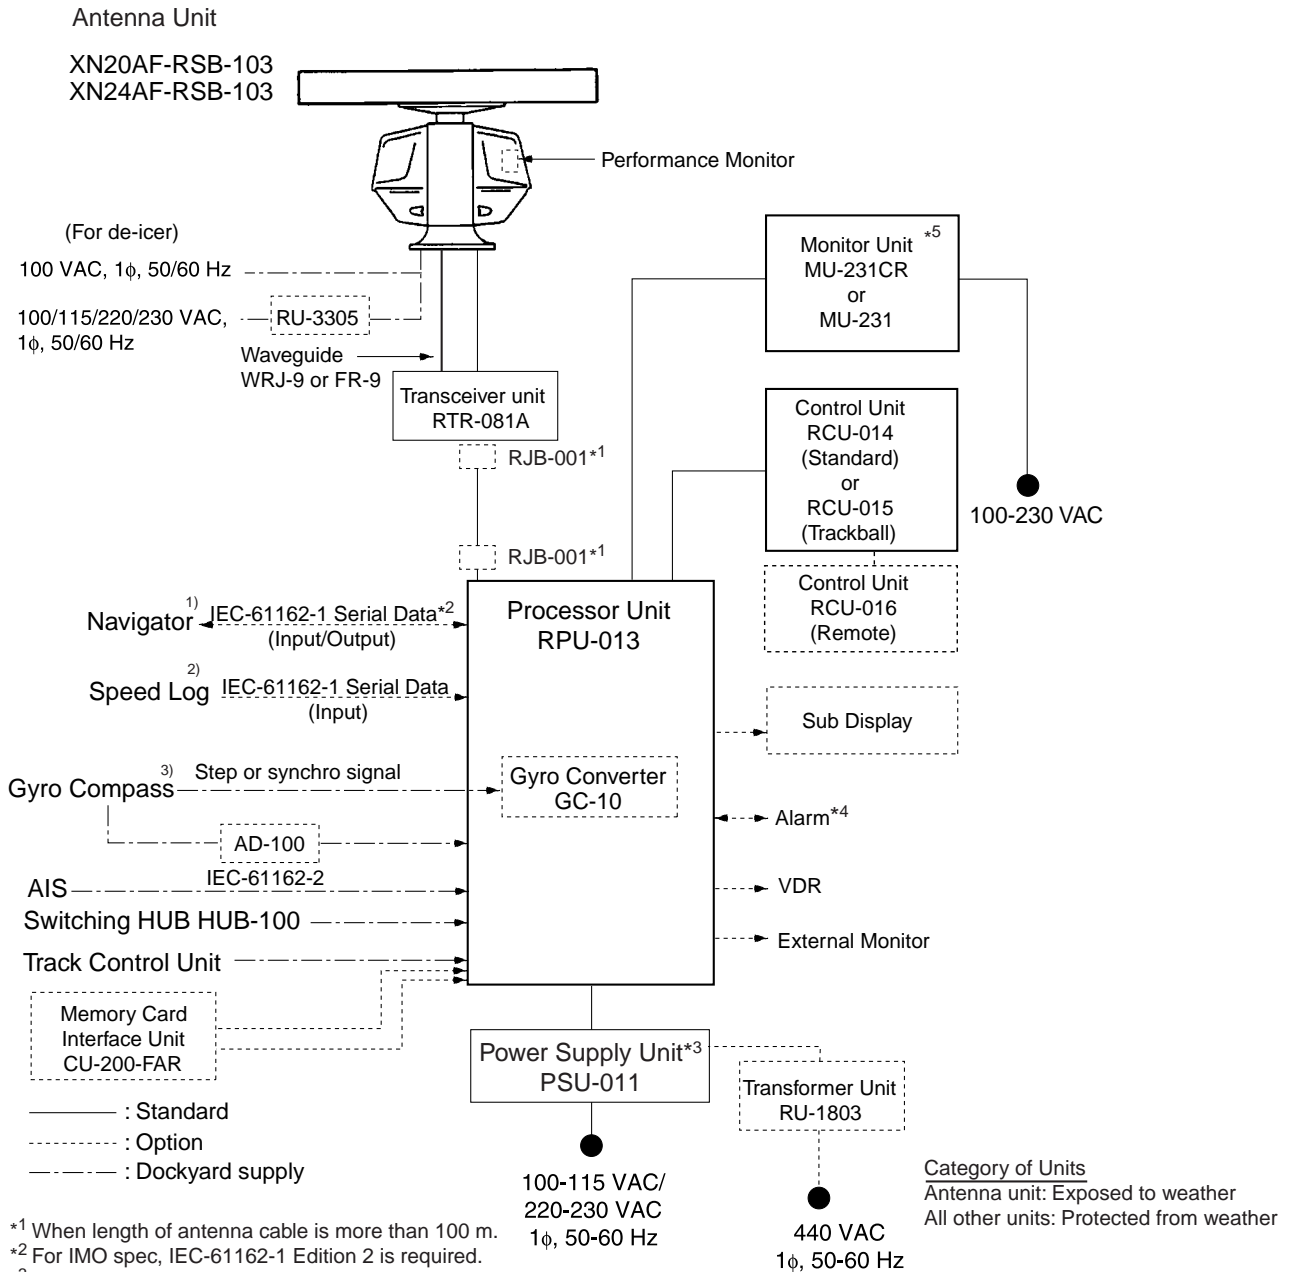 Antenna Unit
XN20AF-RSB-103
XN24AF-RSB-103
Performance Monitor
(For de-icer)
100 VAC, 1ϕ, 50/60 Hz
100/115/220/230 VAC,
1ϕ, 50/60 Hz
RU-3305
Waveguide
WRJ-9 or FR-9
Transceiver unit
RTR-081A
RJB-001*1
RJB-001*1
Monitor Unit *5
MU-231CR
or
MU-231
Control Unit
RCU-014
(Standard)
or
RCU-015
(Trackball)
100-230 VAC
Control Unit
RCU-016
(Remote)
Processor Unit
RPU-013
Navigator 1)
IEC-61162-1 Serial Data*2
(Input/Output)
Speed Log 2)
IEC-61162-1 Serial Data
(Input)
Sub Display
Gyro Compass 3)
Step or synchro signal
Gyro Converter
GC-10
Alarm*4
AD-100
AIS
IEC-61162-2
VDR
Switching HUB HUB-100
External Monitor
Track Control Unit
Memory Card
Interface Unit
CU-200-FAR
Power Supply Unit*3
PSU-011
Transformer Unit
RU-1803
: Standard
: Option
: Dockyard supply
100-115 VAC/
220-230 VAC
1ϕ, 50-60 Hz
440 VAC
1ϕ, 50-60 Hz
Category of Units
Antenna unit: Exposed to weather
All other units: Protected from weather
*1 When length of antenna cable is more than 100 m.
*2 For IMO spec, IEC-61162-1 Edition 2 is required.